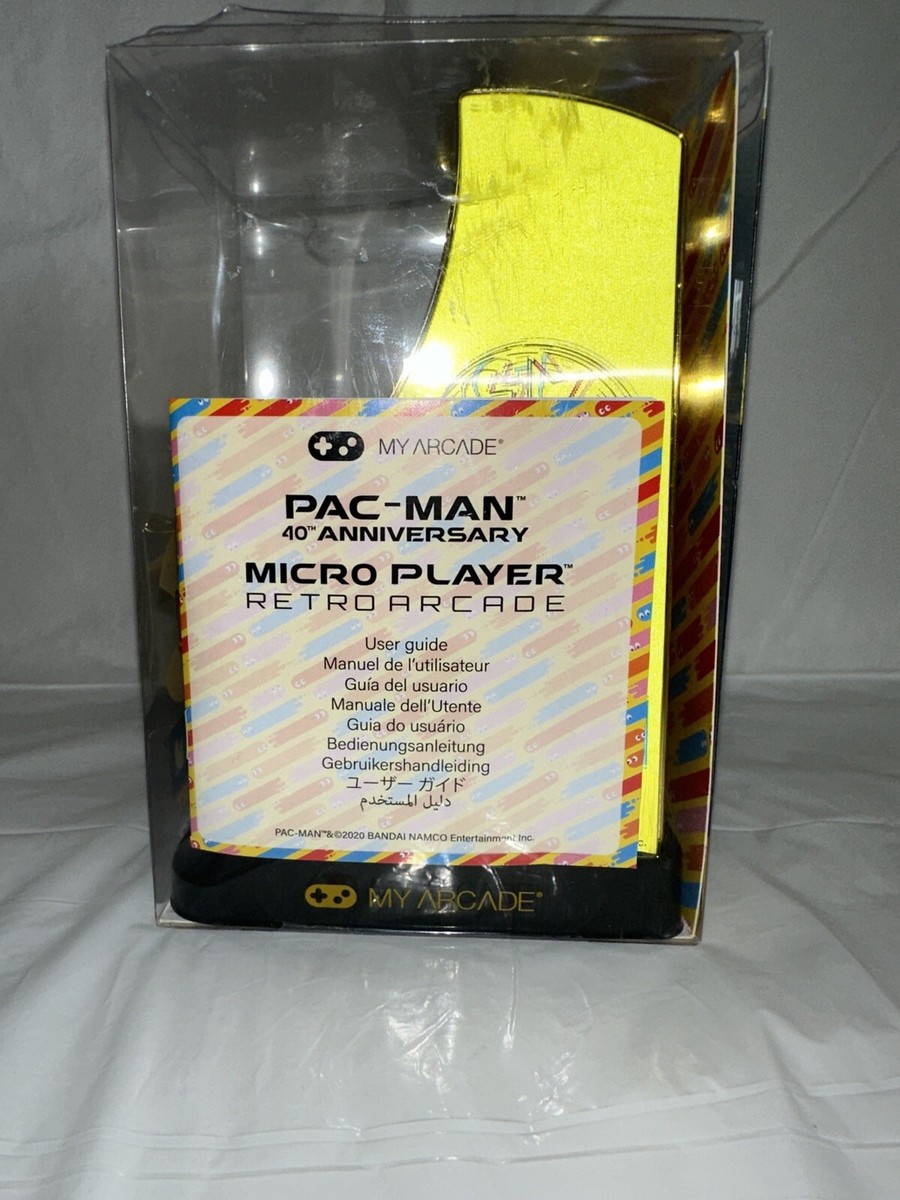 MY ARCADE®
PAC-MAN™
40TH ANNIVERSARY
MICRO PLAYER™
RETRO ARCADE
User guide
Manuel de l'utilisateur
Guía del usuario
Manuale dell'Utente
Guia do usuário
Bedienungsanleitung
Gebruikershandleiding
ユーザー ガイド
دليل المستخدم
PAC-MAN™&©2020 BANDAI NAMCO Entertainment Inc.
c.
MY ARCADE®